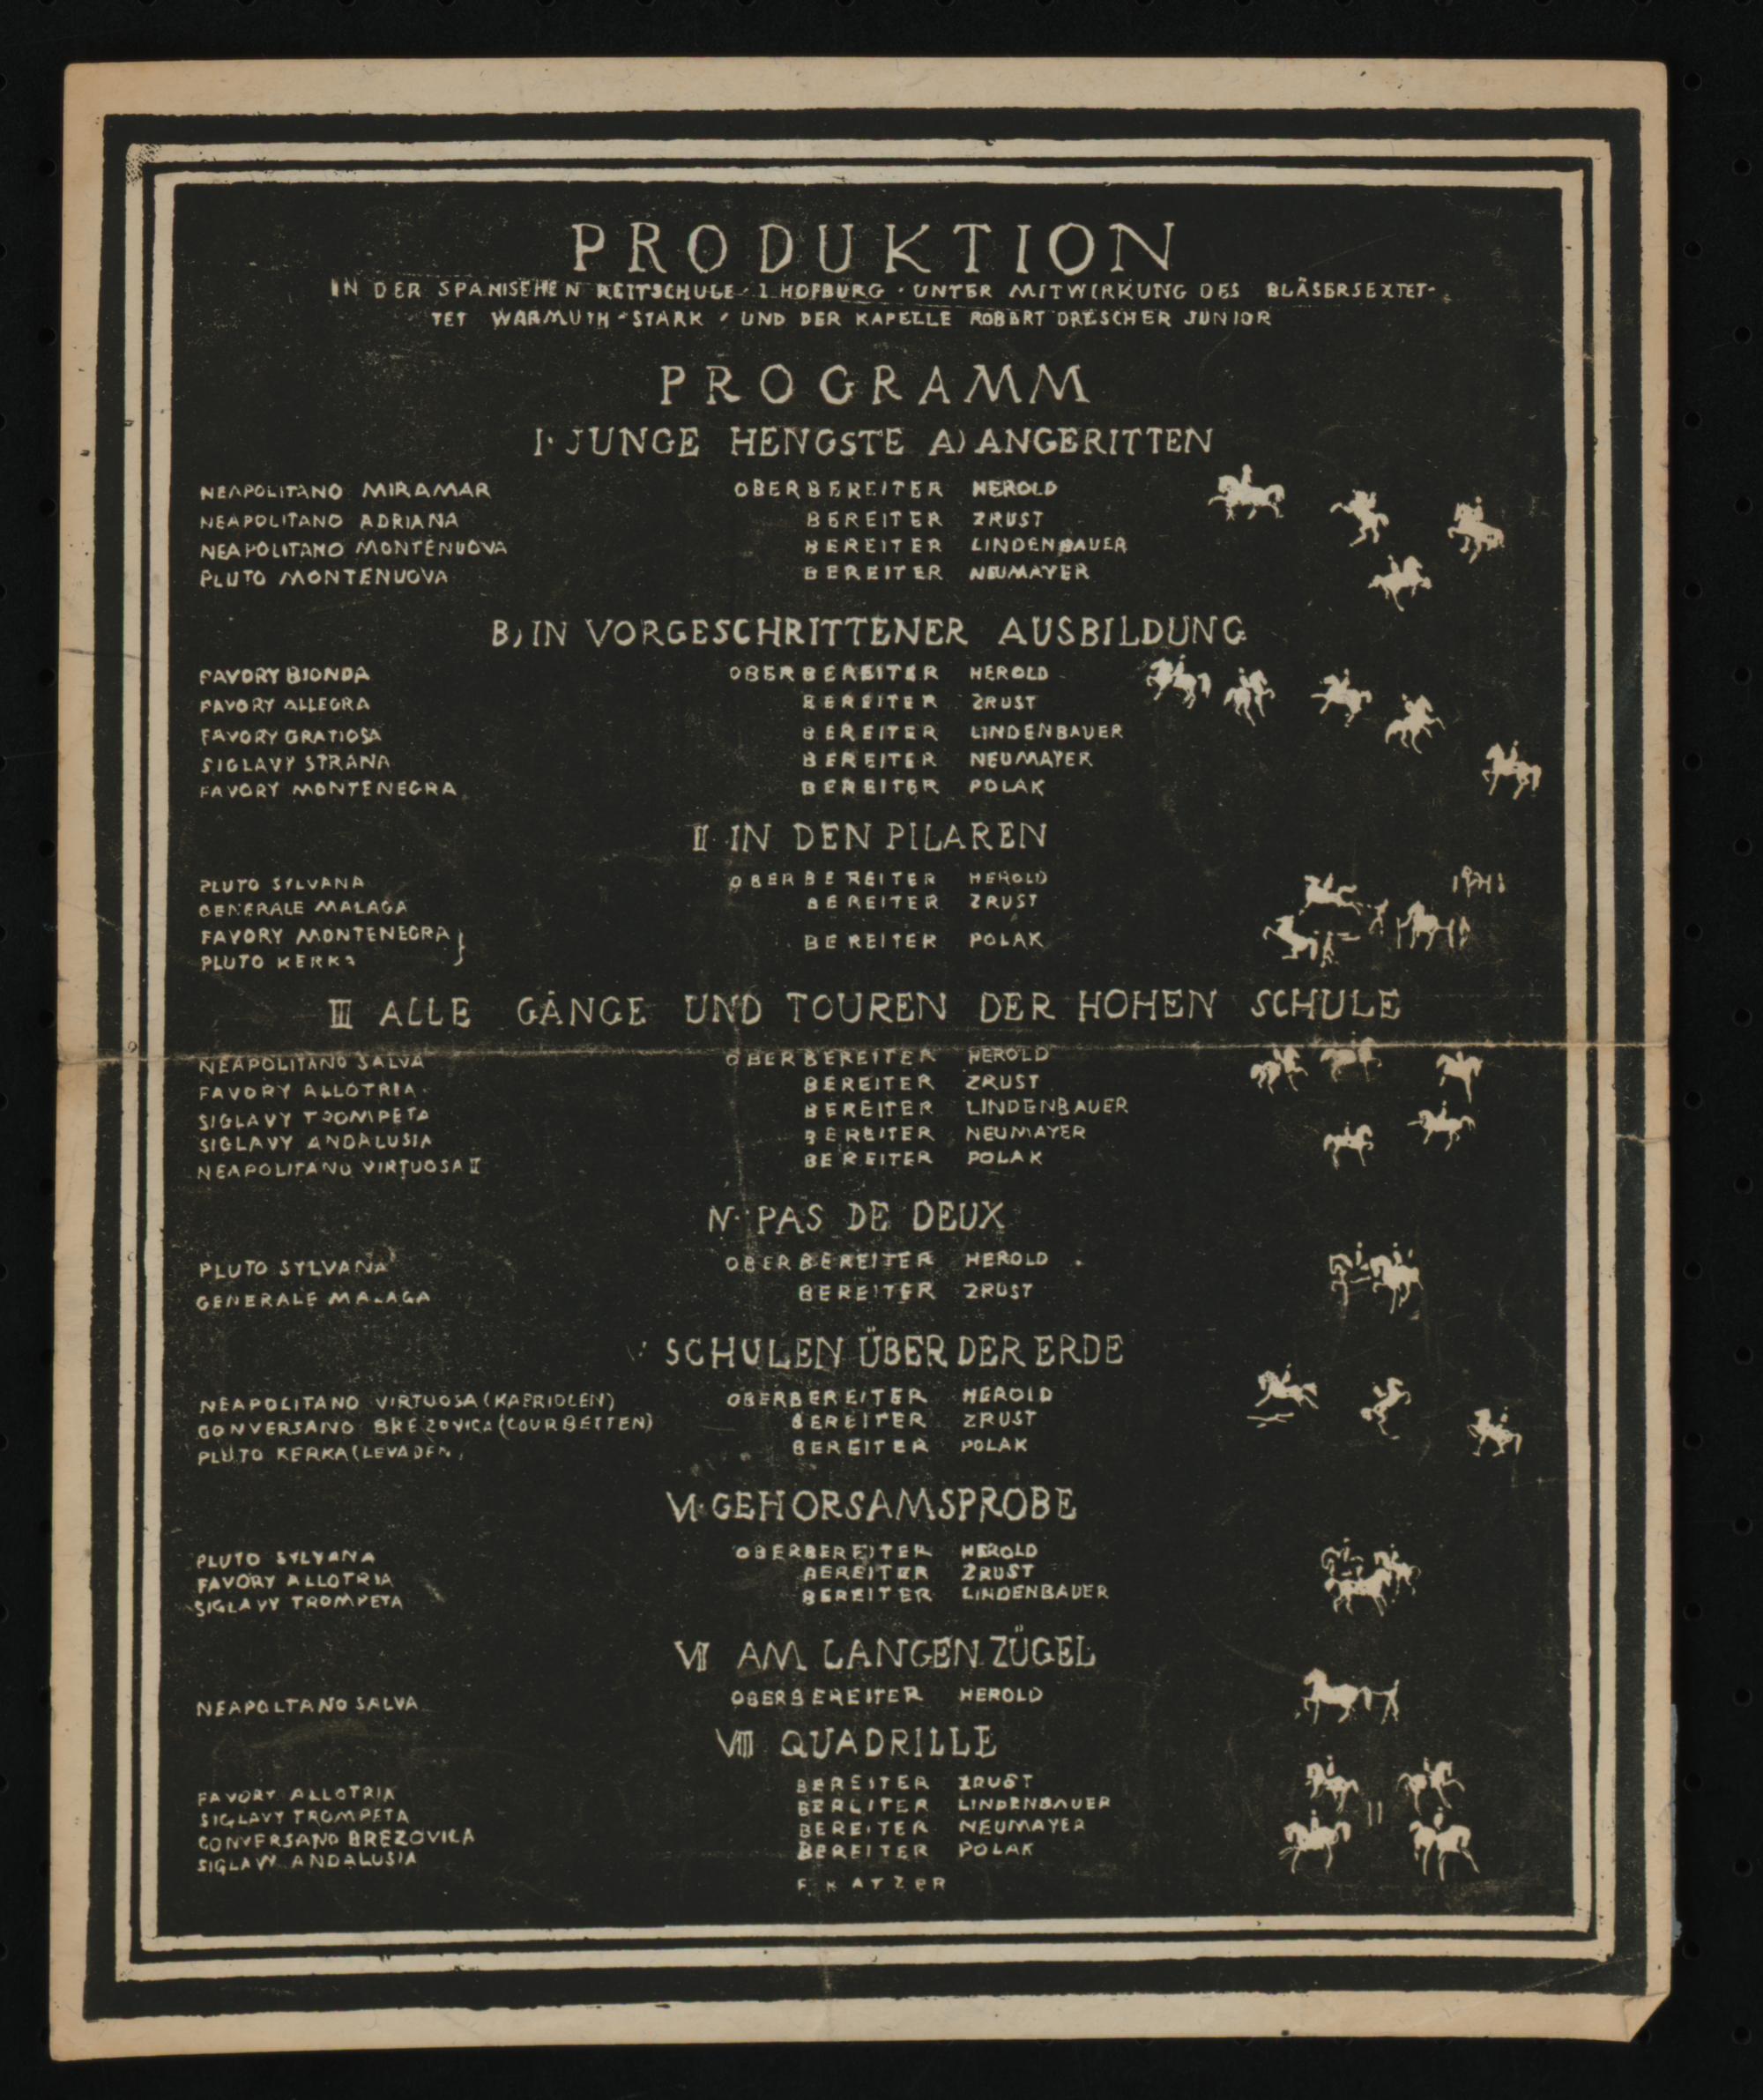 PRODUKTION
IN DER SPANISCHEN REITSCHULE · I. HOFBURG · UNTER MITWIRKUNG DES BLÄSERSEXTET-
TET WARMUTH-STARK · UND DER KAPELLE ROBERT DRESCHER JUNIOR
PROGRAMM
I· JUNGE HENGSTE A) ANGERITTEN
NEAPOLITANO MIRAMAR OBERBEREITER HEROLD
NEAPOLITANO ADRIANA BEREITER ZRUST
NEAPOLITANO MONTENUOVA BEREITER LINDENBAUER
PLUTO MONTENUOVA BEREITER NEUMAYER
B) IN VORGESCHRITTENER AUSBILDUNG
FAVORY BIONDA OBERBEREITER HEROLD
FAVORY ALLEGRA BEREITER ZRUST
FAVORY GRATIOSA BEREITER LINDENBAUER
SIGLAVY STRANA BEREITER NEUMAYER
FAVORY MONTENEGRA BEREITER POLAK
II· IN DEN PILAREN
PLUTO SYLVANA OBERBEREITER HEROLD
GENERALE MALAGA BEREITER ZRUST
FAVORY MONTENEGRA } BEREITER POLAK
PLUTO KERKA
III ALLE GÄNGE UND TOUREN DER HOHEN SCHULE
NEAPOLITANO SALVA OBERBEREITER HEROLD
FAVORY ALLOTRIA BEREITER ZRUST
SIGLAVY TROMPETA BEREITER LINDENBAUER
SIGLAVY ANDALUSIA BEREITER NEUMAYER
NEAPOLITANO VIRTUOSA II BEREITER POLAK
IV· PAS DE DEUX
PLUTO SYLVANA OBERBEREITER HEROLD
GENERALE MALAGA BEREITER ZRUST
V· SCHULEN ÜBER DER ERDE
NEAPOLITANO VIRTUOSA (KAPRIOLEN) OBERBEREITER HEROLD
CONVERSANO BREZOVICA (COURBETTEN) BEREITER ZRUST
PLUTO KERKA (LEVADEN) BEREITER POLAK
VI· GEHORSAMSPROBE
PLUTO SYLVANA OBERBEREITER HEROLD
FAVORY ALLOTRIA BEREITER ZRUST
SIGLAVY TROMPETA BEREITER LINDENBAUER
VII AM LANGEN ZÜGEL
NEAPOLTANO SALVA OBERBEREITER HEROLD
VIII QUADRILLE
FAVORY ALLOTRIA BEREITER ZRUST
SIGLAVY TROMPETA BEREITER LINDENBAUER
CONVERSANO BREZOVICA BEREITER NEUMAYER
SIGLAVY ANDALUSIA BEREITER POLAK
F. KATZER